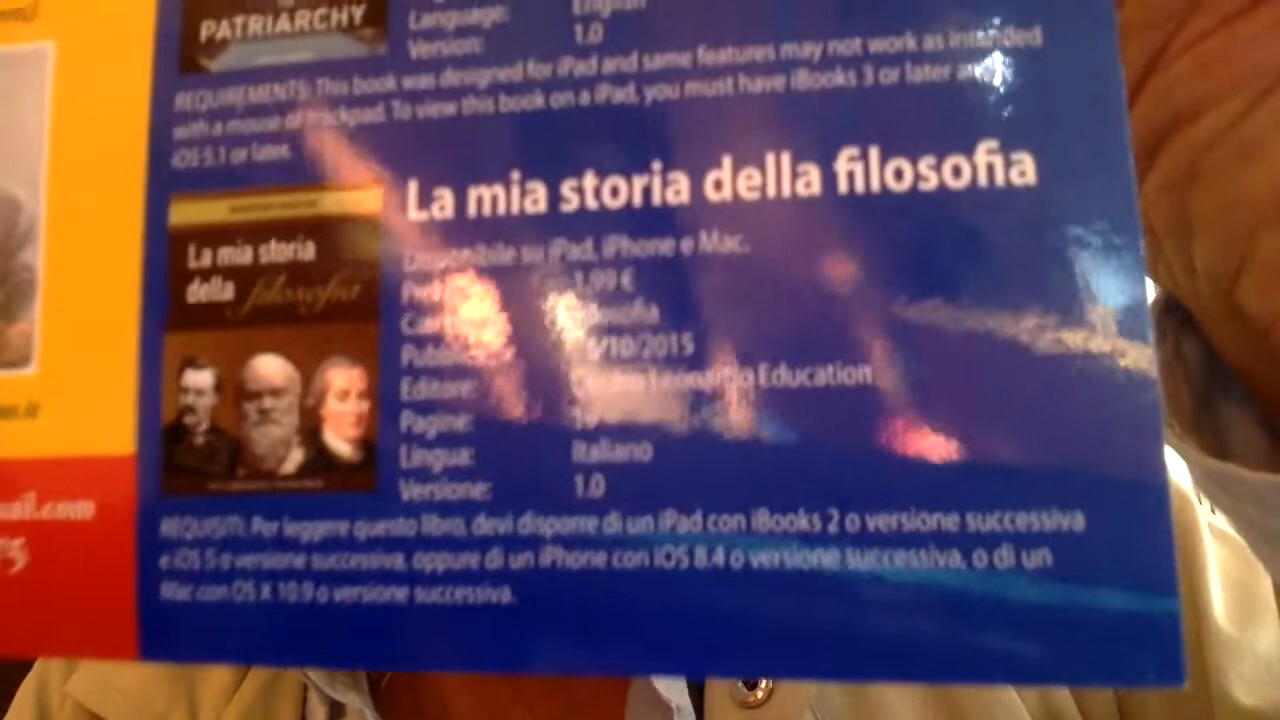 PATRIARCHY
Language: English
Version: 1.0
REQUIREMENTS: This book was designed for iPad and same features may not work as intended
with a mouse or trackpad. To view this book on a iPad, you must have iBooks 3 or later and
iOS 5.1 or later.
La mia storia della filosofia
La mia storia
della filosofia
Disponibile su iPad, iPhone e Mac.
1,99 €
/10/2015
Editore: Education
Pagine:
Lingua: Italiano
Versione: 1.0
REQUISITI: Per leggere questo libro, devi disporre di un iPad con iBooks 2 o versione successiva
e iOS 5 o versione successiva, oppure di un iPhone con iOS 8.4 o versione successiva, o di un
Mac con OS X 10.9 o versione successiva.